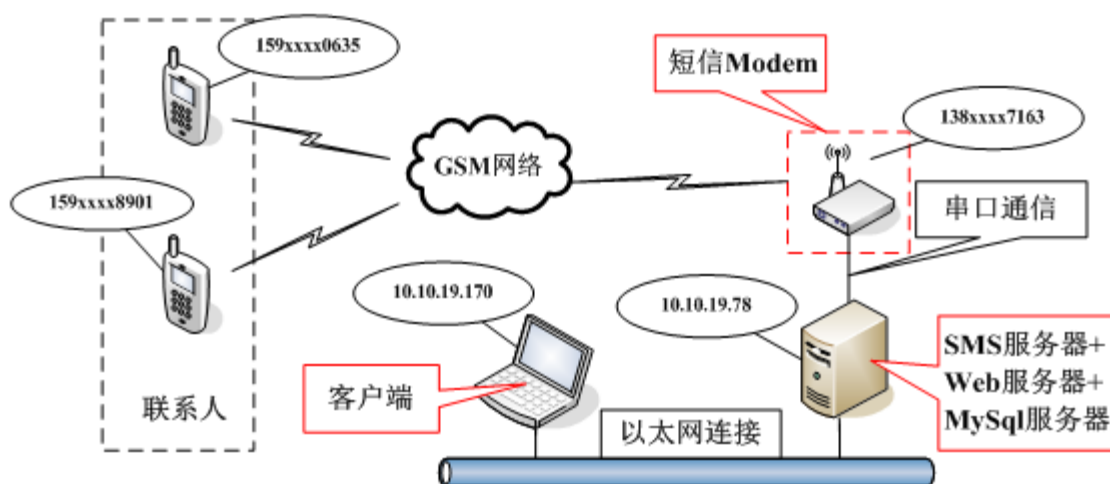 159xxxx0635
短信Modem
138xxxx7163
GSM网络
159xxxx8901
串口通信
10.10.19.170
10.10.19.78
SMS服务器+
Web服务器+
MySql服务器
客户端
联系人
以太网连接